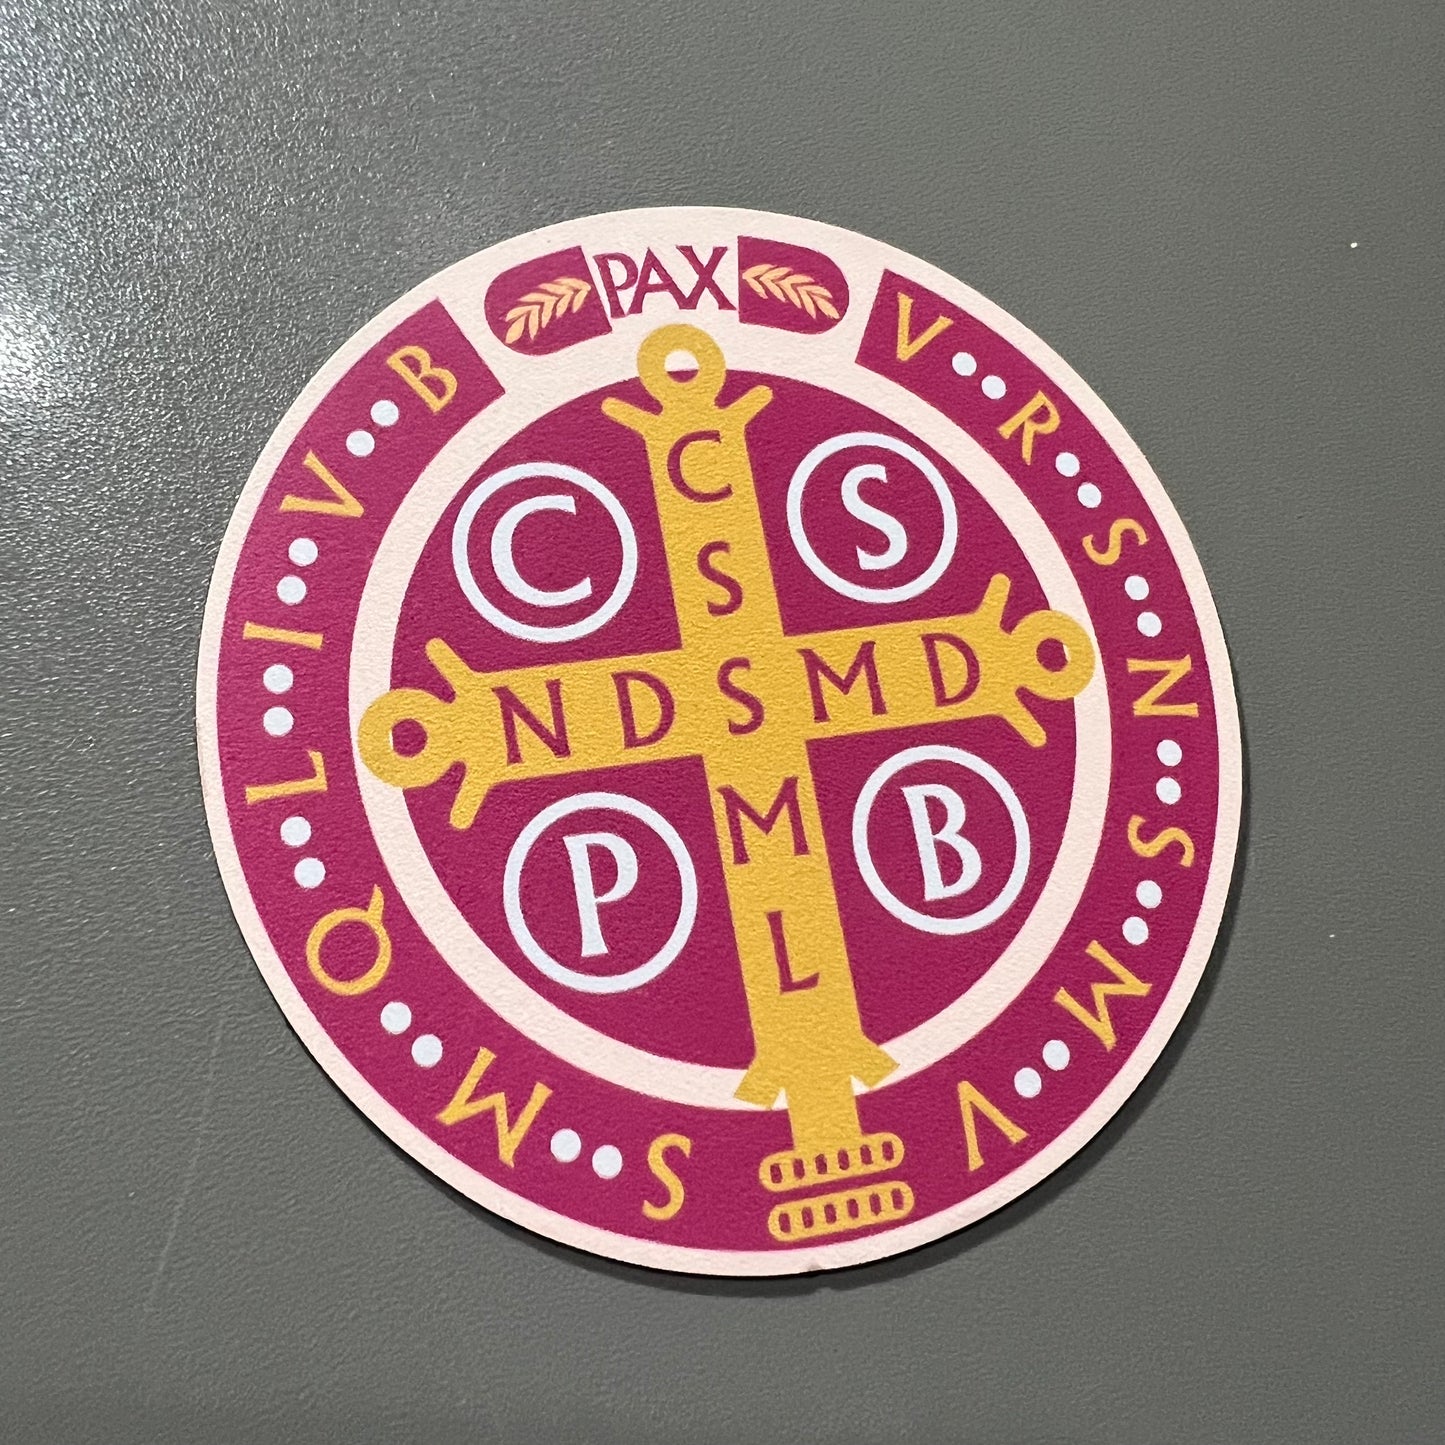 PAX
V••R••S••N••S••M••V
S••M••Q••L••I••V••B
C S
P B
C
S
N D S M D
M
L